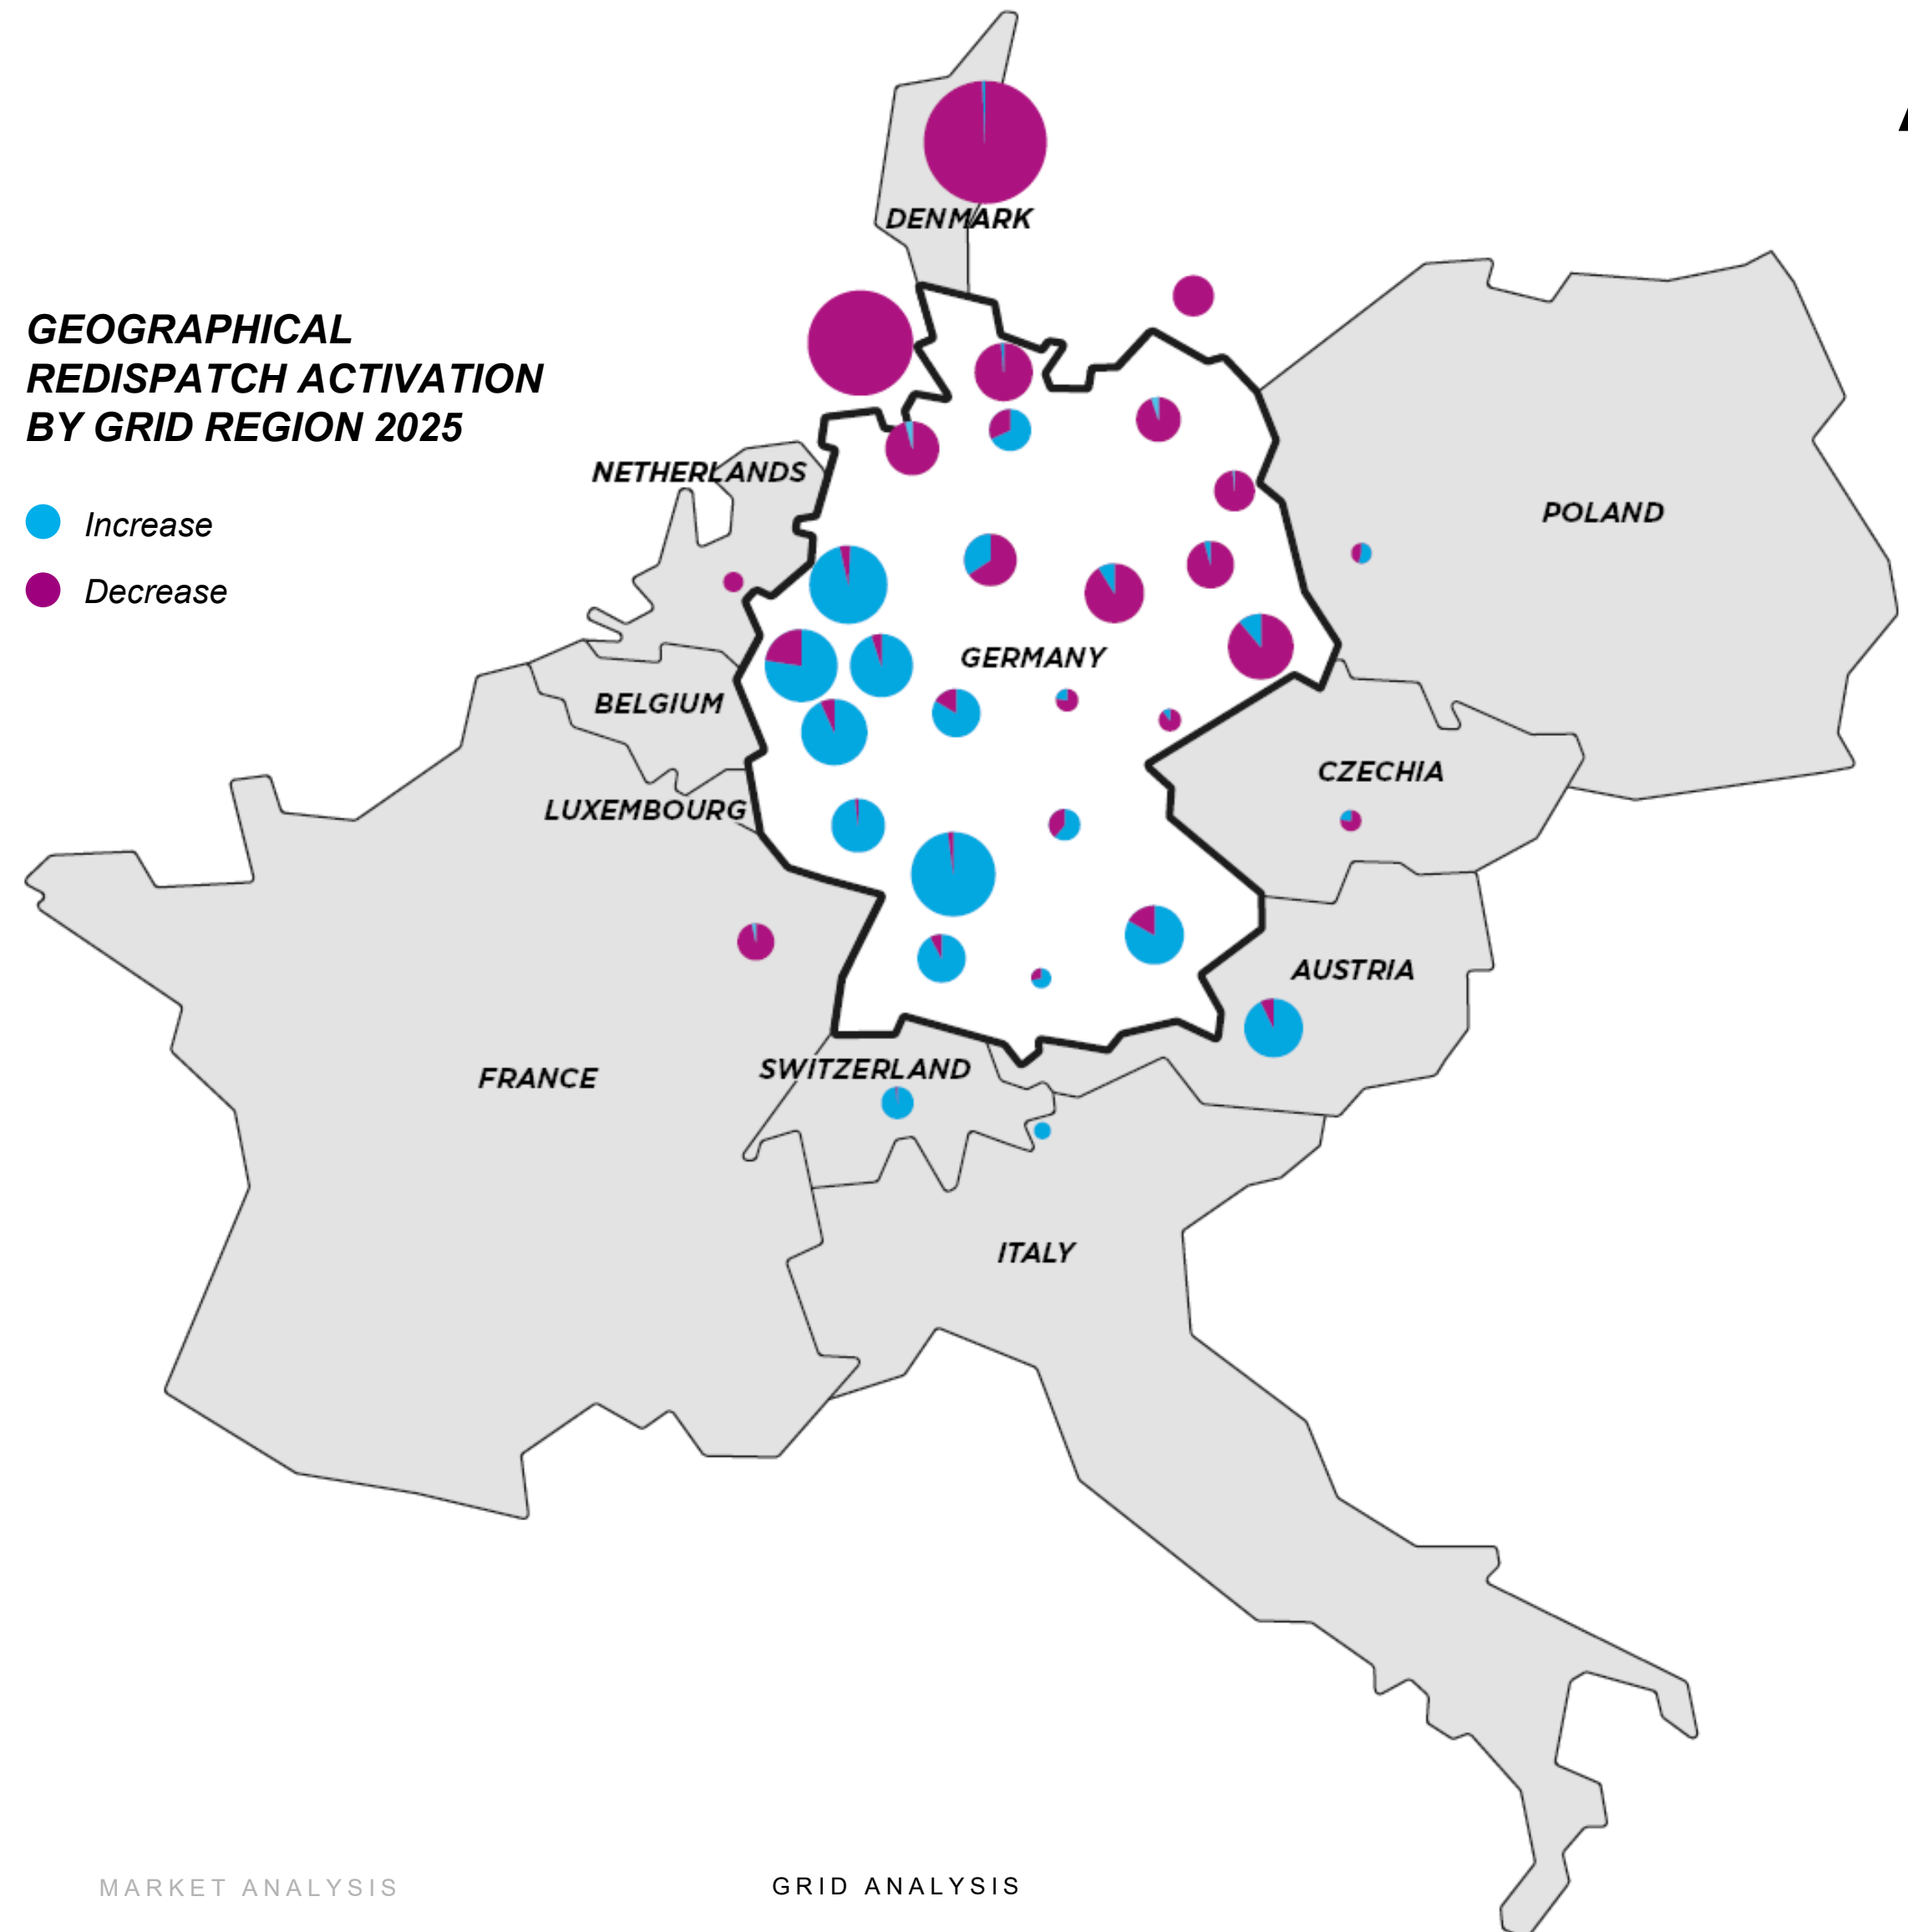 GEOGRAPHICAL
REDISPATCH ACTIVATION
BY GRID REGION 2025
Increase
Decrease
DENMARK
NETHERLANDS
POLAND
GERMANY
BELGIUM
CZECHIA
LUXEMBOURG
AUSTRIA
SWITZERLAND
FRANCE
ITALY
MARKET ANALYSIS
GRID ANALYSIS